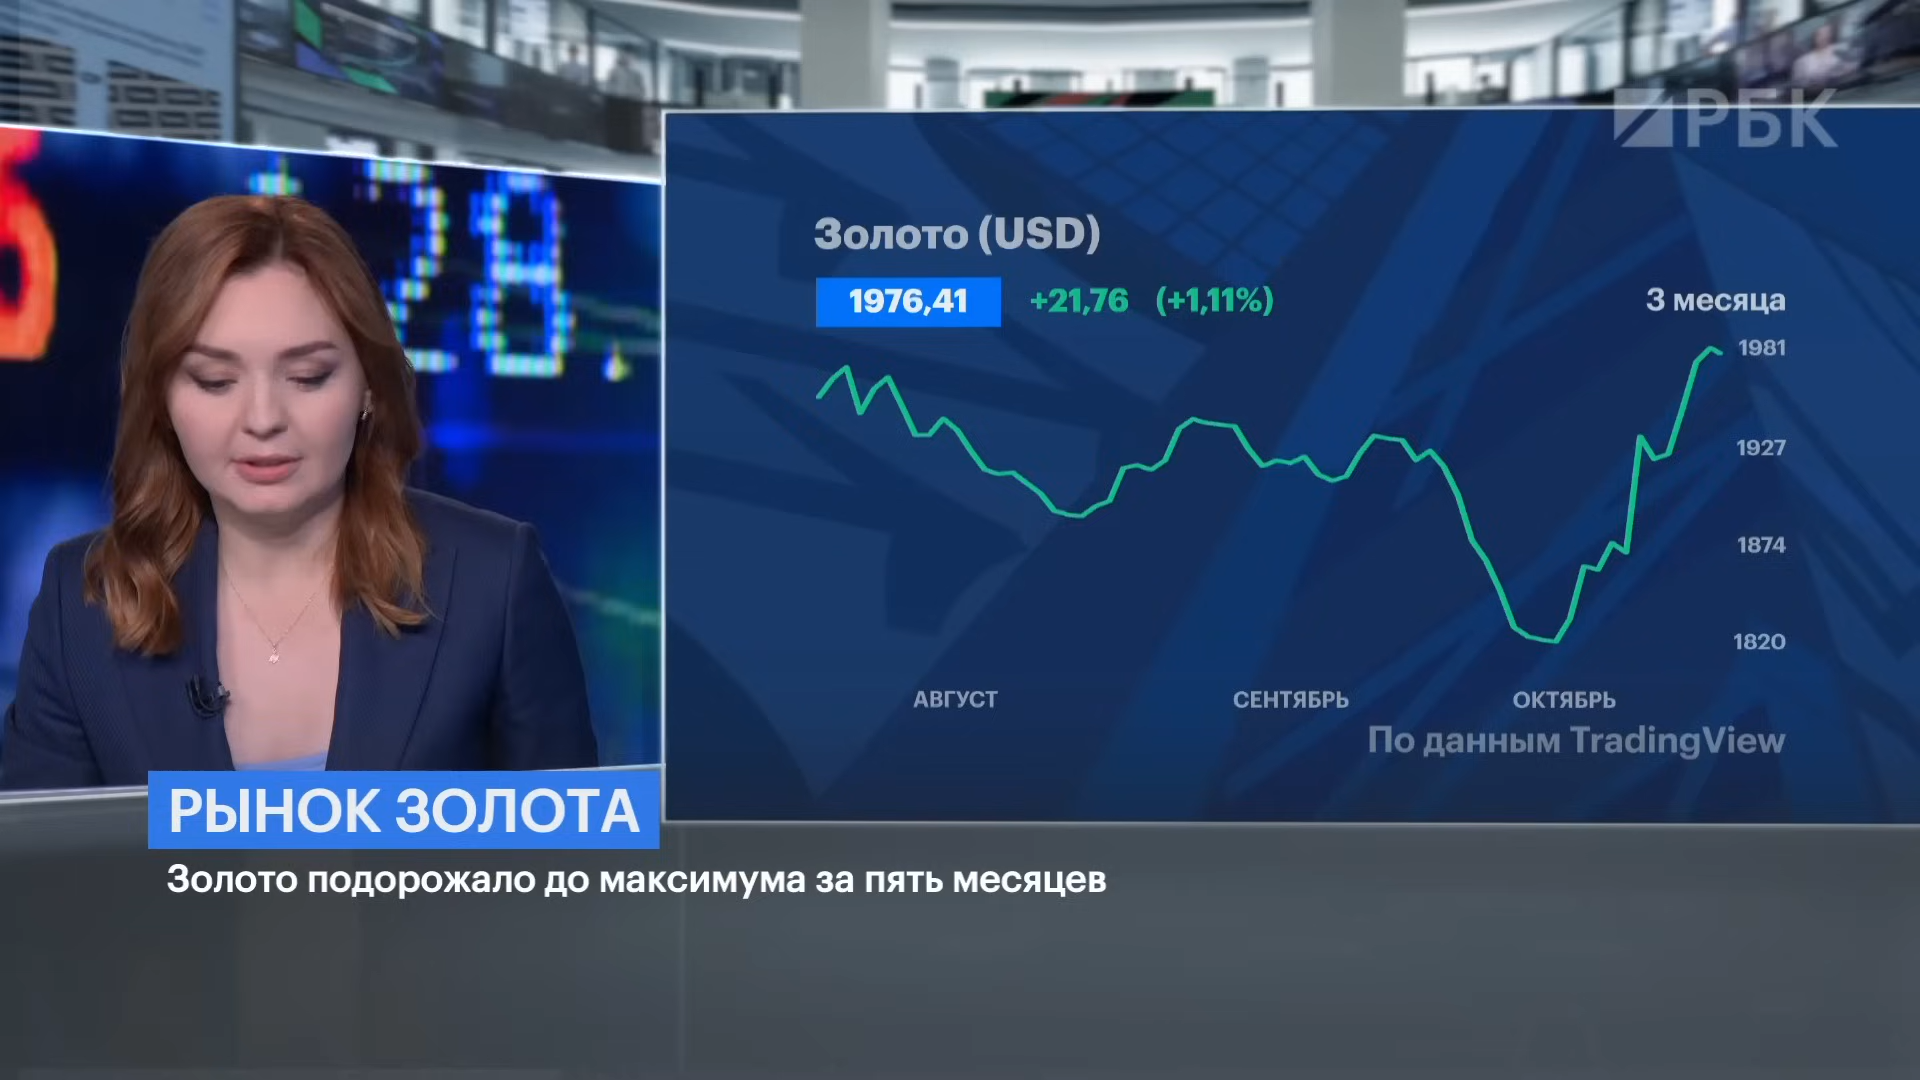 РБК
Золото (USD)
1976,41 +21,76 (+1,11%)
3 месяца
1981
1927
1874
1820
АВГУСТ СЕНТЯБРЬ ОКТЯБРЬ
По данным TradingView
28
РЫНОК ЗОЛОТА
Золото подорожало до максимума за пять месяцев